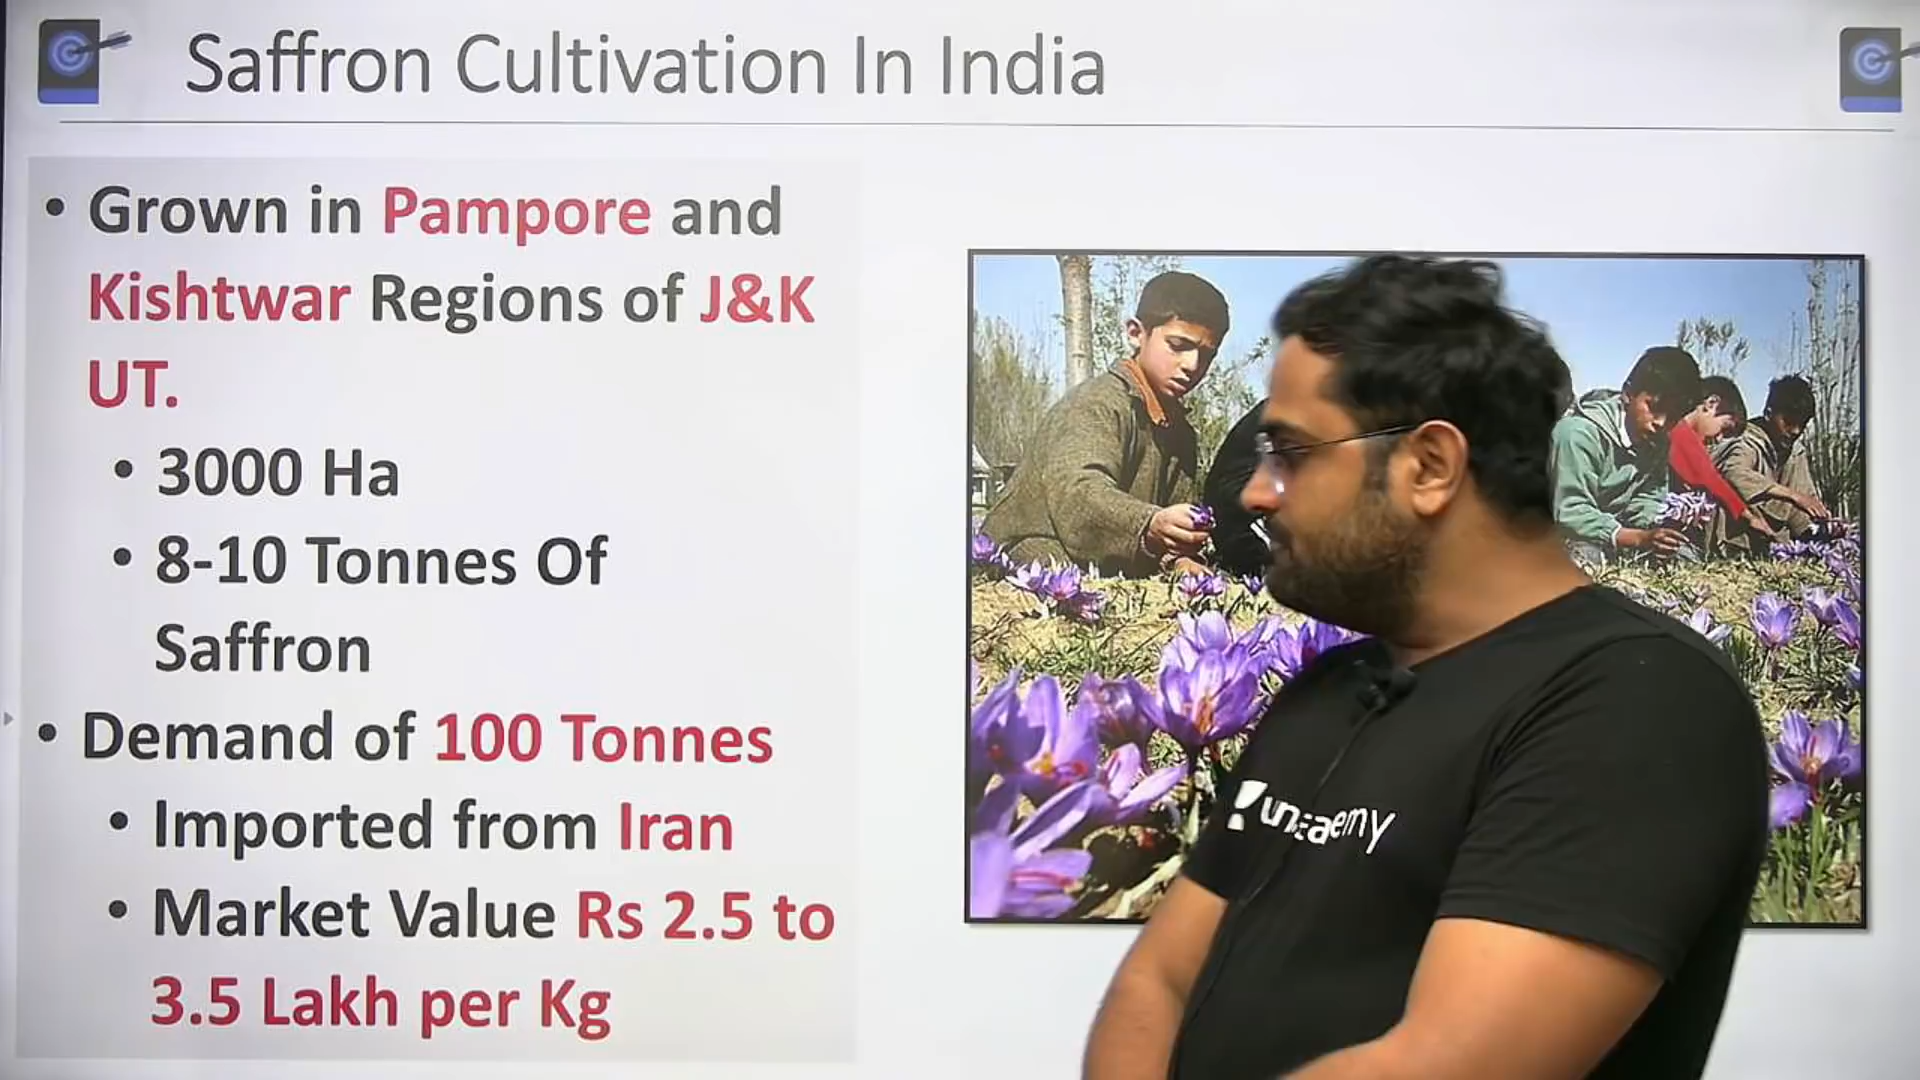 Saffron Cultivation In India
• Grown in Pampore and
Kishtwar Regions of J&K
UT.
• 3000 Ha
• 8-10 Tonnes Of
Saffron
• Demand of 100 Tonnes
• Imported from Iran
• Market Value Rs 2.5 to
3.5 Lakh per Kg